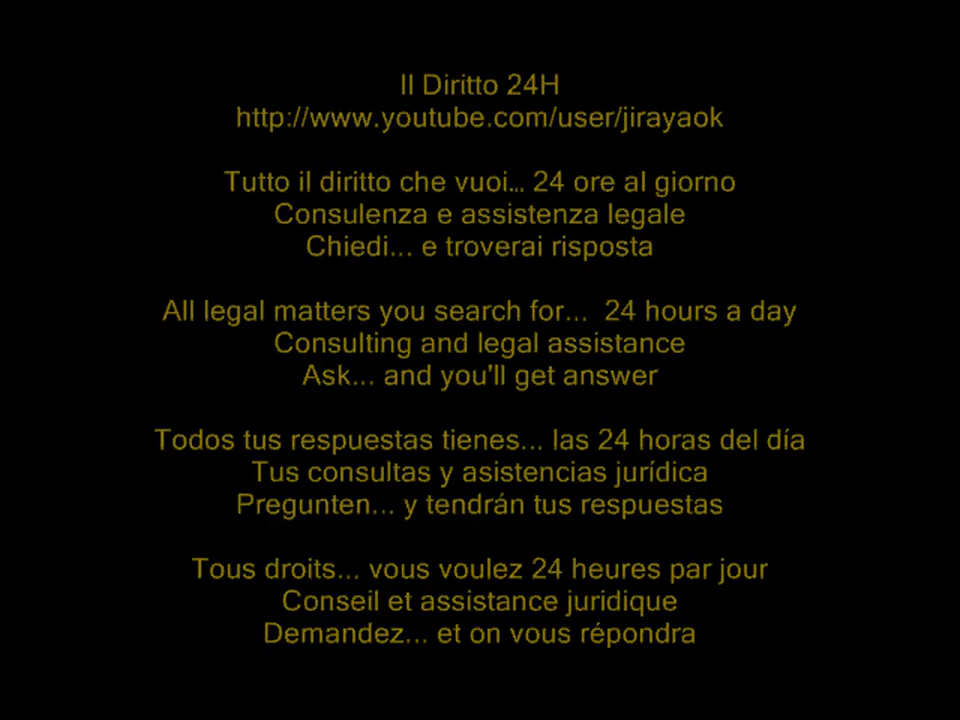 Il Diritto 24H
http://www.youtube.com/user/jirayaok
Tutto il diritto che vuoi… 24 ore al giorno
Consulenza e assistenza legale
Chiedi... e troverai risposta
All legal matters you search for...  24 hours a day
Consulting and legal assistance
Ask... and you'll get answer
Todos tus respuestas tienes... las 24 horas del día
Tus consultas y asistencias jurídica
Pregunten... y tendrán tus respuestas
Tous droits... vous voulez 24 heures par jour
Conseil et assistance juridique
Demandez... et on vous répondra